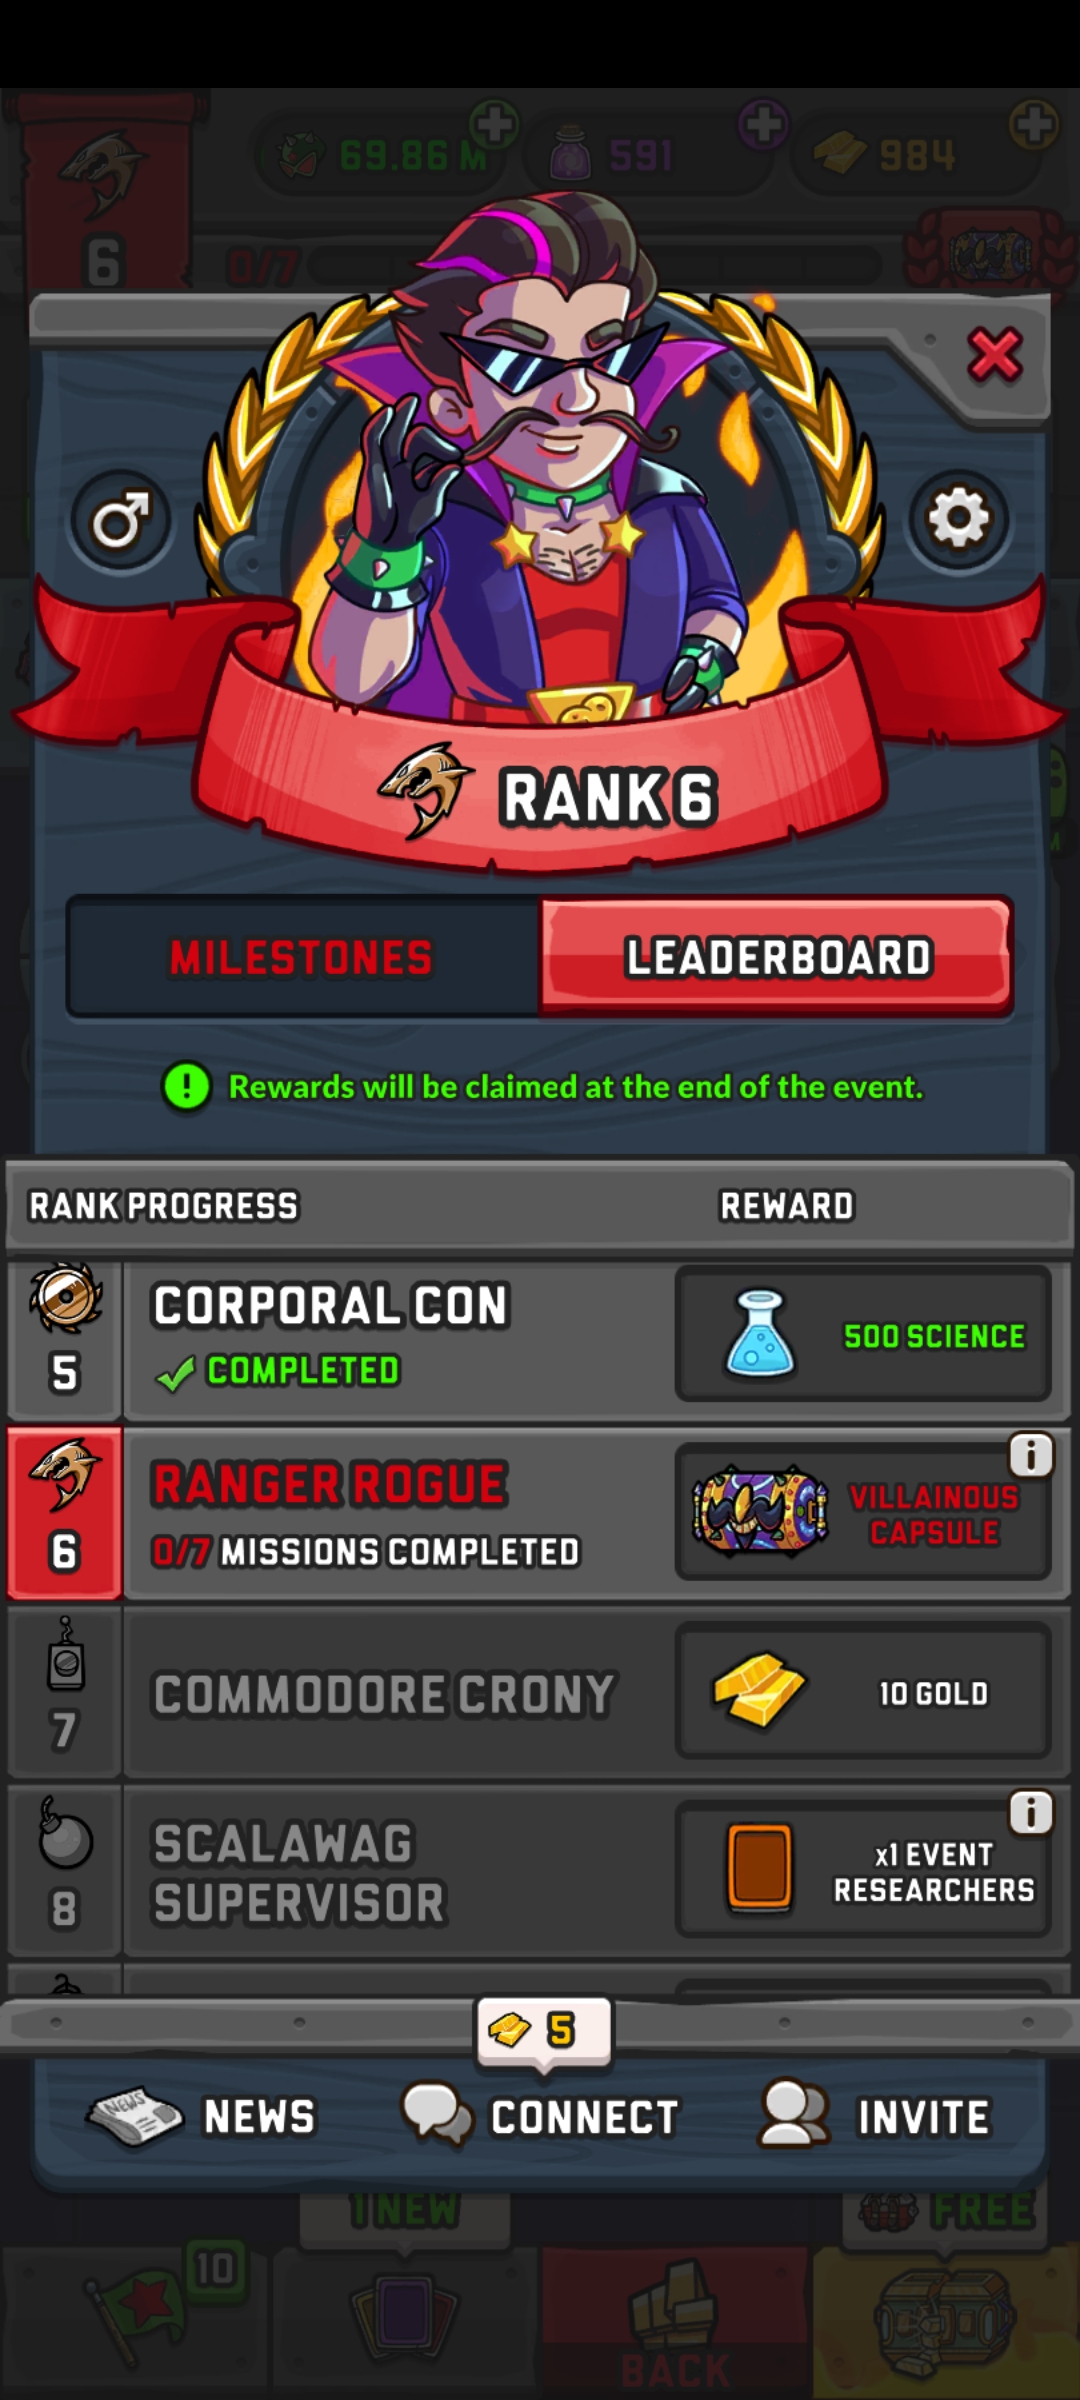 69.86 M
591
984
6
0/7
RANK 6
MILESTONES
LEADERBOARD
! Rewards will be claimed at the end of the event.
RANK PROGRESS
REWARD
CORPORAL CON
5
COMPLETED
500 SCIENCE
RANGER ROGUE
6
0/7 MISSIONS COMPLETED
i
VILLAINOUS
CAPSULE
COMMODORE CRONY
7
10 GOLD
SCALAWAG
SUPERVISOR
8
i
x1 EVENT
RESEARCHERS
5
NEWS
NEWS
CONNECT
INVITE
1 NEW
FREE
10
BACK